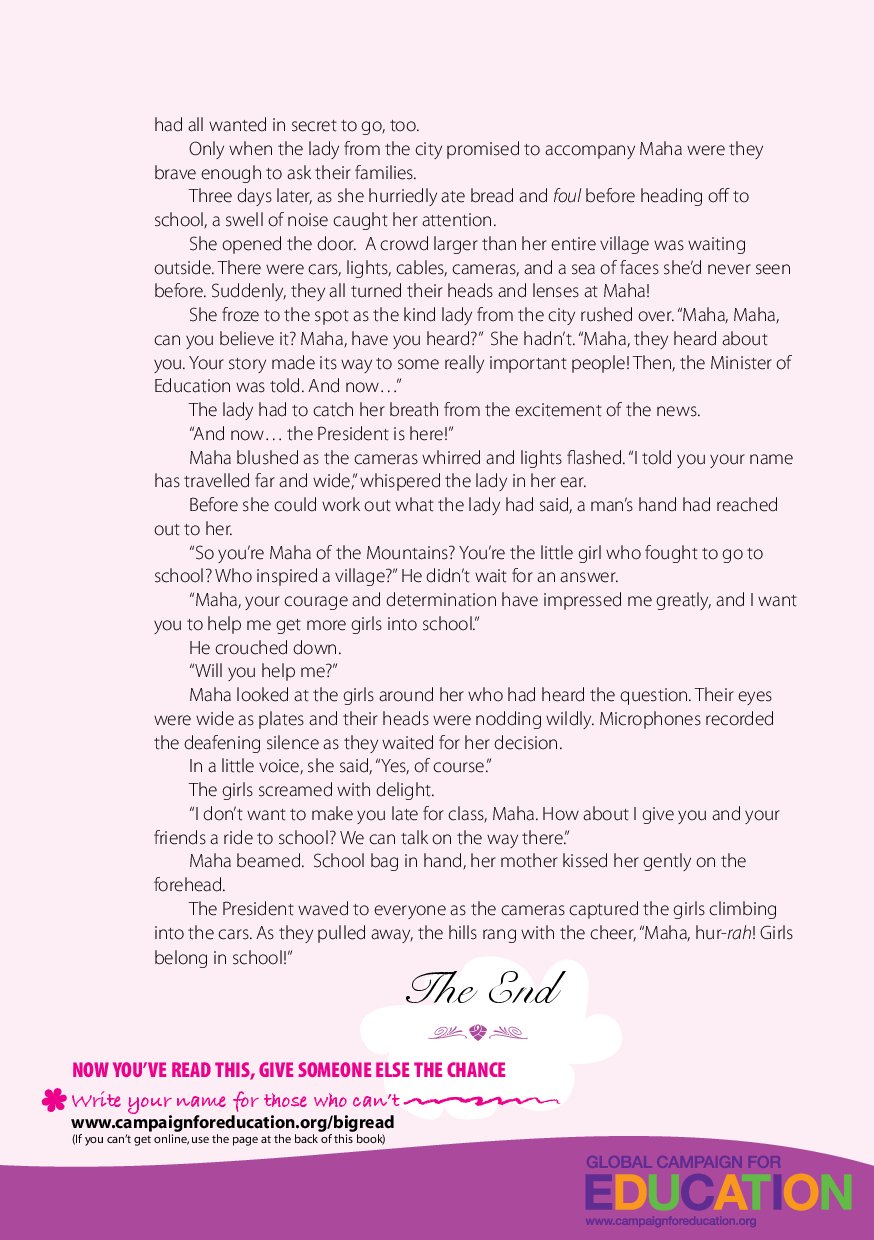 had all wanted in secret to go, too.
Only when the lady from the city promised to accompany Maha were they
brave enough to ask their families.
Three days later, as she hurriedly ate bread and foul before heading off to
school, a swell of noise caught her attention.
She opened the door.  A crowd larger than her entire village was waiting
outside. There were cars, lights, cables, cameras, and a sea of faces she’d never seen
before. Suddenly, they all turned their heads and lenses at Maha!
She froze to the spot as the kind lady from the city rushed over. “Maha, Maha,
can you believe it? Maha, have you heard?”  She hadn’t. “Maha, they heard about
you. Your story made its way to some really important people! Then, the Minister of
Education was told. And now…”
The lady had to catch her breath from the excitement of the news.
“And now… the President is here!”
Maha blushed as the cameras whirred and lights flashed. “I told you your name
has travelled far and wide,” whispered the lady in her ear.
Before she could work out what the lady had said, a man’s hand had reached
out to her.
“So you’re Maha of the Mountains? You’re the little girl who fought to go to
school? Who inspired a village?” He didn’t wait for an answer.
“Maha, your courage and determination have impressed me greatly, and I want
you to help me get more girls into school.”
He crouched down.
“Will you help me?”
Maha looked at the girls around her who had heard the question. Their eyes
were wide as plates and their heads were nodding wildly. Microphones recorded
the deafening silence as they waited for her decision.
In a little voice, she said, “Yes, of course.”
The girls screamed with delight.
“I don’t want to make you late for class, Maha. How about I give you and your
friends a ride to school? We can talk on the way there.”
Maha beamed.  School bag in hand, her mother kissed her gently on the
forehead.
The President waved to everyone as the cameras captured the girls climbing
into the cars. As they pulled away, the hills rang with the cheer, “Maha, hur-rah! Girls
belong in school!”
The End
NOW YOU’VE READ THIS, GIVE SOMEONE ELSE THE CHANCE
Write your name for those who can’t
www.campaignforeducation.org/bigread
(If you can’t get online, use the page at the back of this book)
GLOBAL CAMPAIGN FOR
EDUCATION
www.campaignforeducation.org